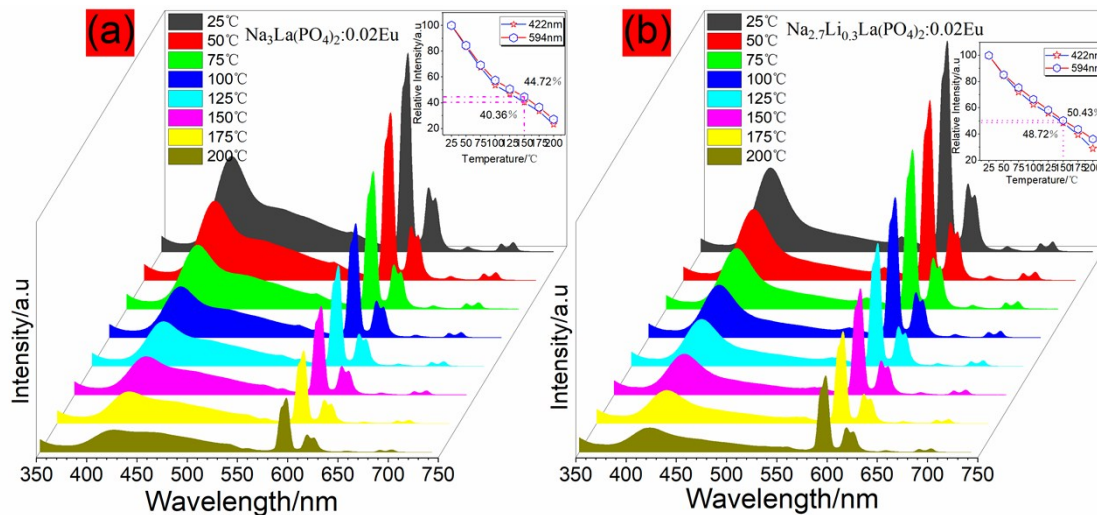 (a)
Na3La(PO4)2:0.02Eu
25℃
50℃
75℃
100℃
125℃
150℃
175℃
200℃
Relative Intensity/a.u
100
80
60
40
20
422nm
594nm
44.72%
40.36%
25 50 75 100 125 150 175 200
Temperature/℃
Intensity/a.u
350 400 450 500 550 600 650 700 750
Wavelength/nm
(b)
Na2.7Li0.3La(PO4)2:0.02Eu
25℃
50℃
75℃
100℃
125℃
150℃
175℃
200℃
Relative Intensity/a.u
120
100
80
60
40
20
422nm
594nm
50.43%
48.72%
25 50 75 100 125 150 175 200
Temperature/℃
Intensity/a.u
350 400 450 500 550 600 650 700 750
Wavelength/nm